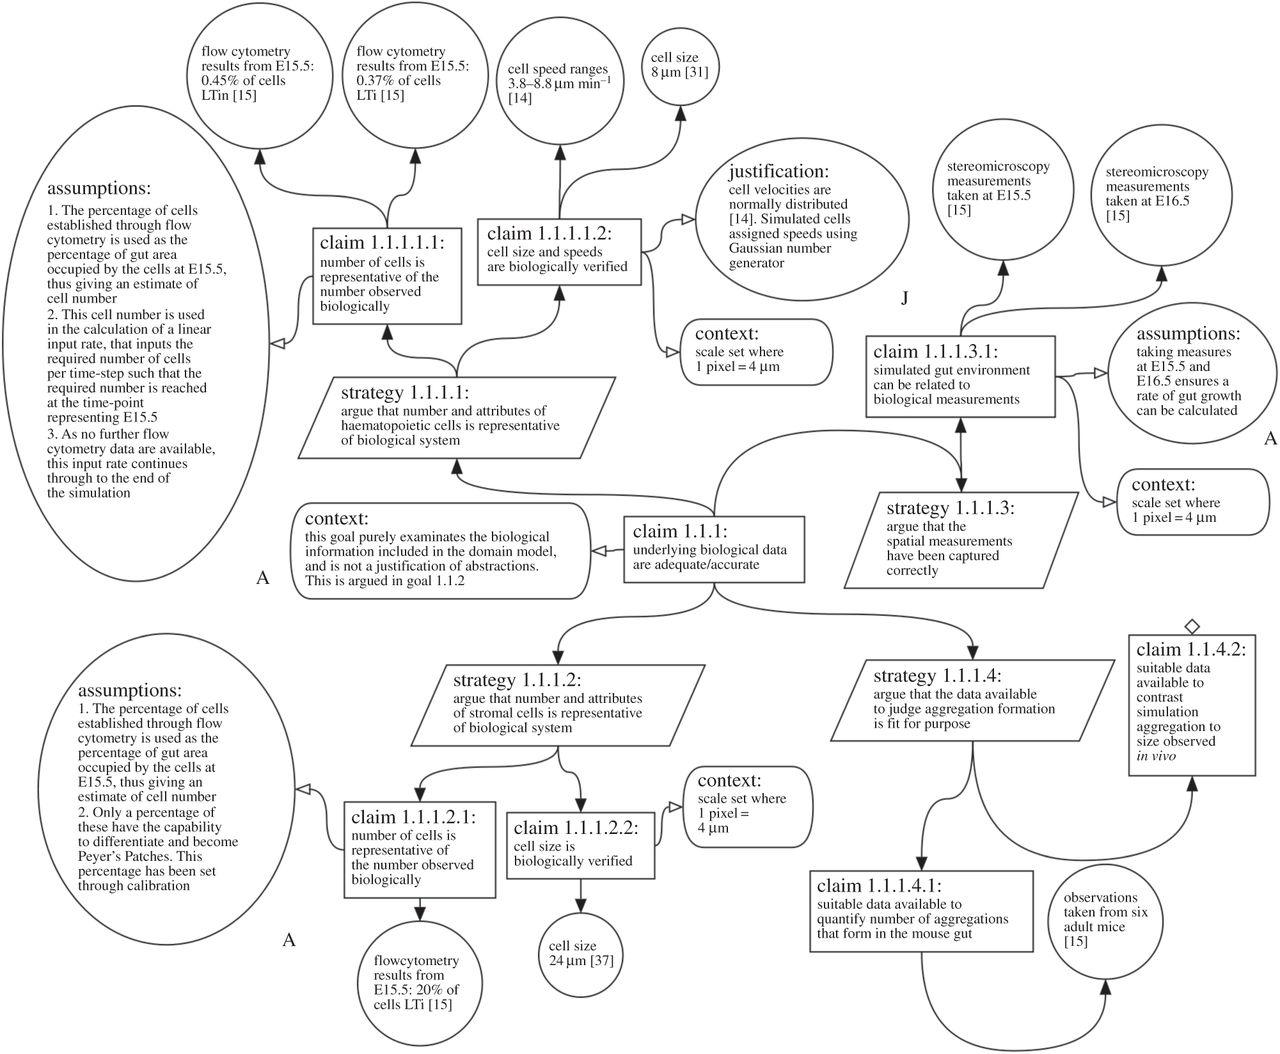 flow cytometry
results from E15.5:
0.45% of cells
LTin [15]
flow cytometry
results from E15.5:
0.37% of cells
LTi [15]
cell speed ranges
3.8–8.8 µm min⁻¹
[14]
cell size
8 µm [31]
assumptions:
1. The percentage of cells
established through flow
cytometry is used as the
percentage of gut area
occupied by the cells at E15.5,
thus giving an estimate of
cell number
2. This cell number is used
in the calculation of a linear
input rate, that inputs the
required number of cells
per time-step such that the
required number is reached
at the time-point
representing E15.5
3. As no further flow
cytometry data are available,
this input rate continues
through to the end of
the simulation
A
claim 1.1.1.1.1:
number of cells is
representative of the
number observed
biologically
claim 1.1.1.1.2:
cell size and speeds
are biologically verified
justification:
cell velocities are
normally distributed
[14]. Simulated cells
assigned speeds using
Gaussian number
generator
J
context:
scale set where
1 pixel = 4 µm
stereomicroscopy
measurements
taken at E15.5
[15]
stereomicroscopy
measurements
taken at E16.5
[15]
claim 1.1.1.3.1:
simulated gut environment
can be related to
biological measurements
assumptions:
taking measures
at E15.5 and
E16.5 ensures a
rate of gut growth
can be calculated
A
context:
scale set where
1 pixel = 4 µm
strategy 1.1.1.1:
argue that number and attributes of
haematopoietic cells is representative
of biological system
strategy 1.1.1.3:
argue that the
spatial measurements
have been captured
correctly
context:
this goal purely examinates the biological
information included in the domain model,
and is not a justification of abstractions.
This is argued in goal 1.1.2
claim 1.1.1:
underlying biological data
are adequate/accurate
strategy 1.1.1.2:
argue that number and attributes
of stromal cells is representative
of biological system
strategy 1.1.1.4:
argue that the data available
to judge aggregation formation
is fit for purpose
claim 1.1.4.2:
suitable data
available to
contrast
simulation
aggregation to
size observed
in vivo
assumptions:
1. The percentage of cells
established through flow
cytometry is used as the
percentage of gut area
occupied by the cells at
E15.5, thus giving an
estimate of cell number
2. Only a percentage of
these have the capability
to differentiate and become
Peyer's Patches. This
percentage has been set
through calibration
A
claim 1.1.1.2.1:
number of cells is
representative of
the number observed
biologically
claim 1.1.1.2.2:
cell size is
biologically verified
context:
scale set where
1 pixel =
4 µm
flowcytometry
results from
E15.5: 20% of
cells LTi [15]
cell size
24 µm [37]
claim 1.1.1.4.1:
suitable data available to
quantify number of aggregations
that form in the mouse gut
observations
taken from six
adult mice
[15]